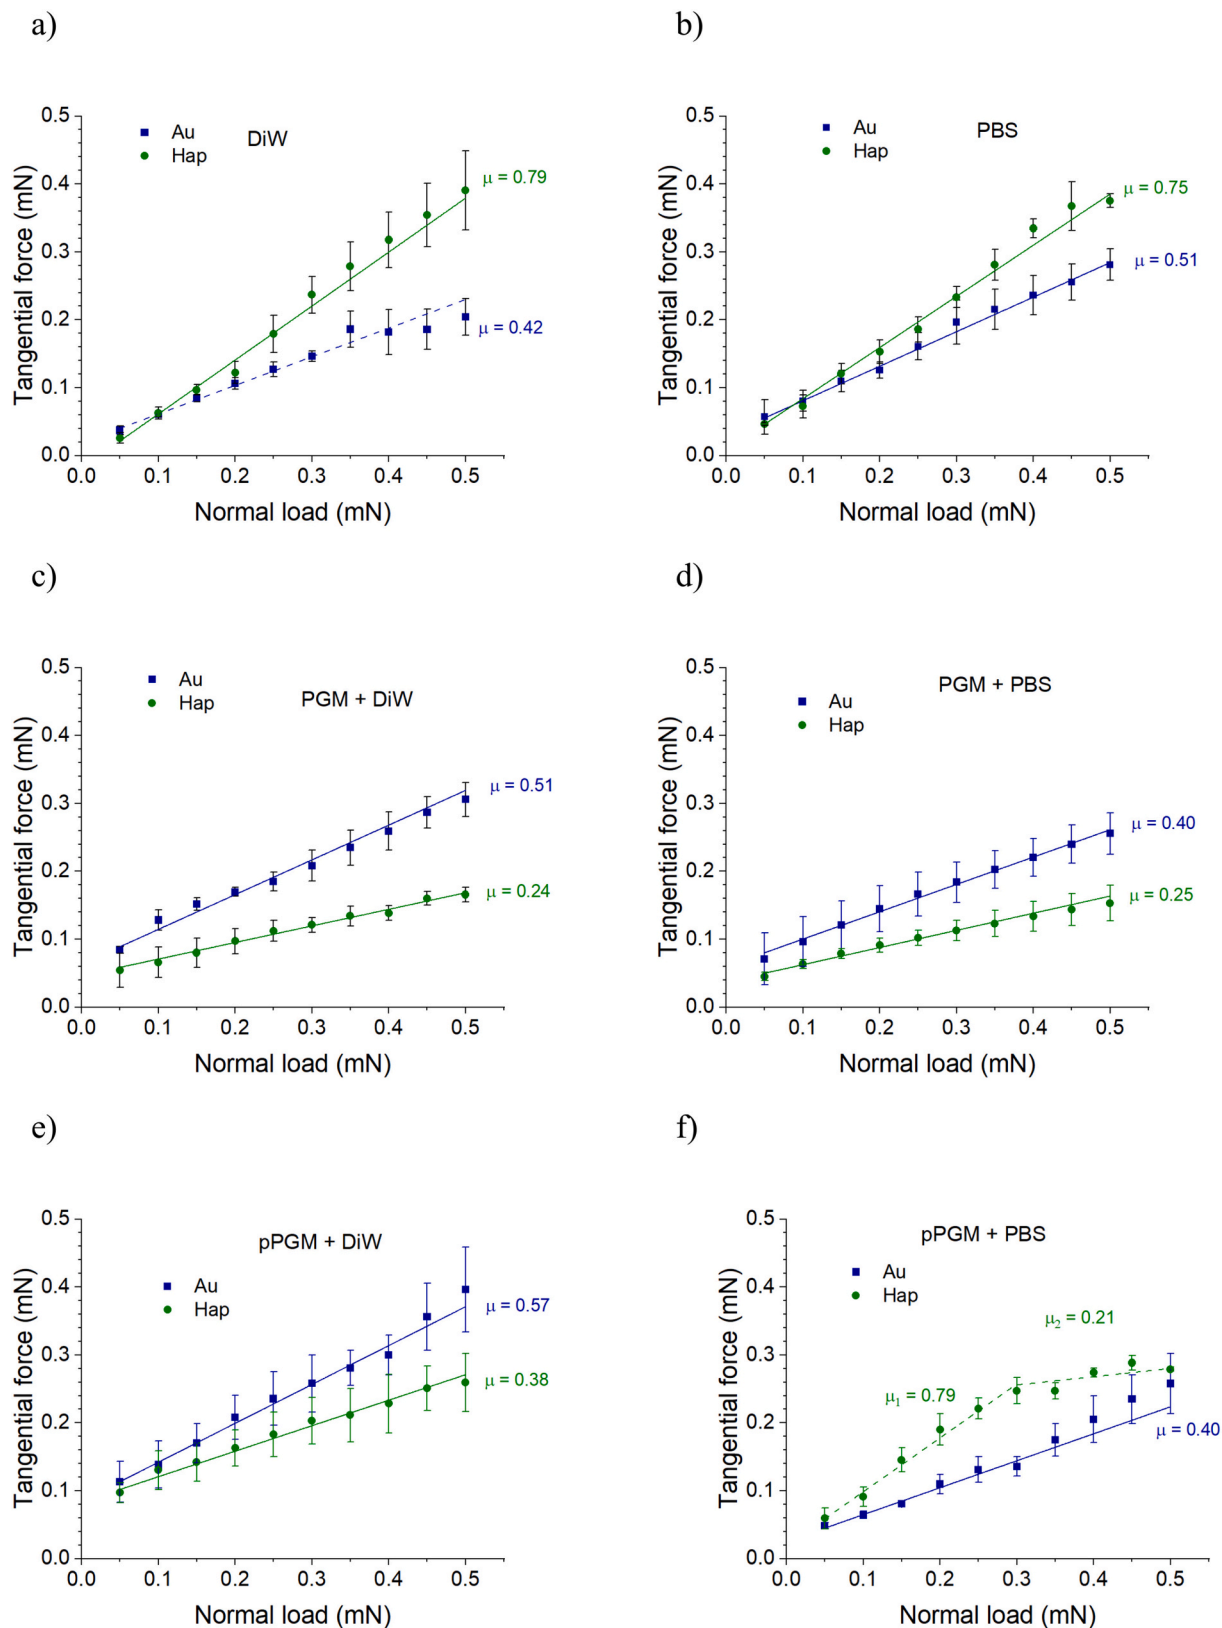 a)
0.5
0.4
0.3
0.2
0.1
0.0
Tangential force (mN)
Au
Hap
DiW
μ = 0.79
μ = 0.42
0.0 0.1 0.2 0.3 0.4 0.5
Normal load (mN)
b)
0.5
0.4
0.3
0.2
0.1
0.0
Tangential force (mN)
Au
Hap
PBS
μ = 0.75
μ = 0.51
0.0 0.1 0.2 0.3 0.4 0.5
Normal load (mN)
c)
0.5
0.4
0.3
0.2
0.1
0.0
Tangential force (mN)
Au
Hap
PGM + DiW
μ = 0.51
μ = 0.24
0.0 0.1 0.2 0.3 0.4 0.5
Normal load (mN)
d)
0.5
0.4
0.3
0.2
0.1
0.0
Tangential force (mN)
Au
Hap
PGM + PBS
μ = 0.40
μ = 0.25
0.0 0.1 0.2 0.3 0.4 0.5
Normal load (mN)
e)
0.5
0.4
0.3
0.2
0.1
0.0
Tangential force (mN)
pPGM + DiW
Au
Hap
μ = 0.57
μ = 0.38
0.0 0.1 0.2 0.3 0.4 0.5
Normal load (mN)
f)
0.5
0.4
0.3
0.2
0.1
0.0
Tangential force (mN)
pPGM + PBS
Au
Hap
μ₂ = 0.21
μ₁ = 0.79
μ = 0.40
0.0 0.1 0.2 0.3 0.4 0.5
Normal load (mN)